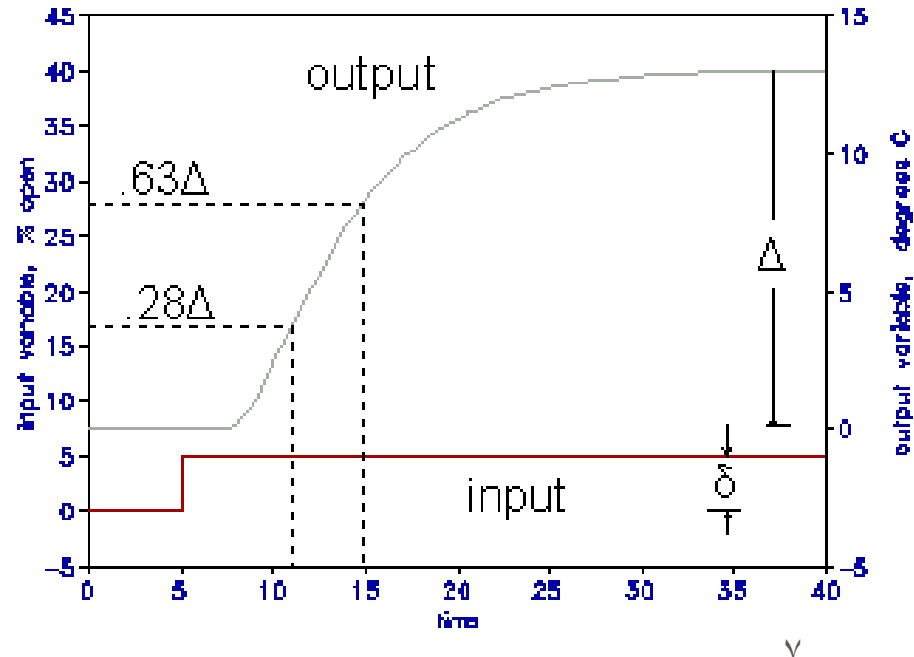 45
40
35
30
25
20
15
10
5
0
-5
input variable, % open
output
.63Δ
.28Δ
input
Δ
δ
15
10
5
0
-5
output variable, degrees C
0 5 10 15 20 25 30 35 40
time
٧